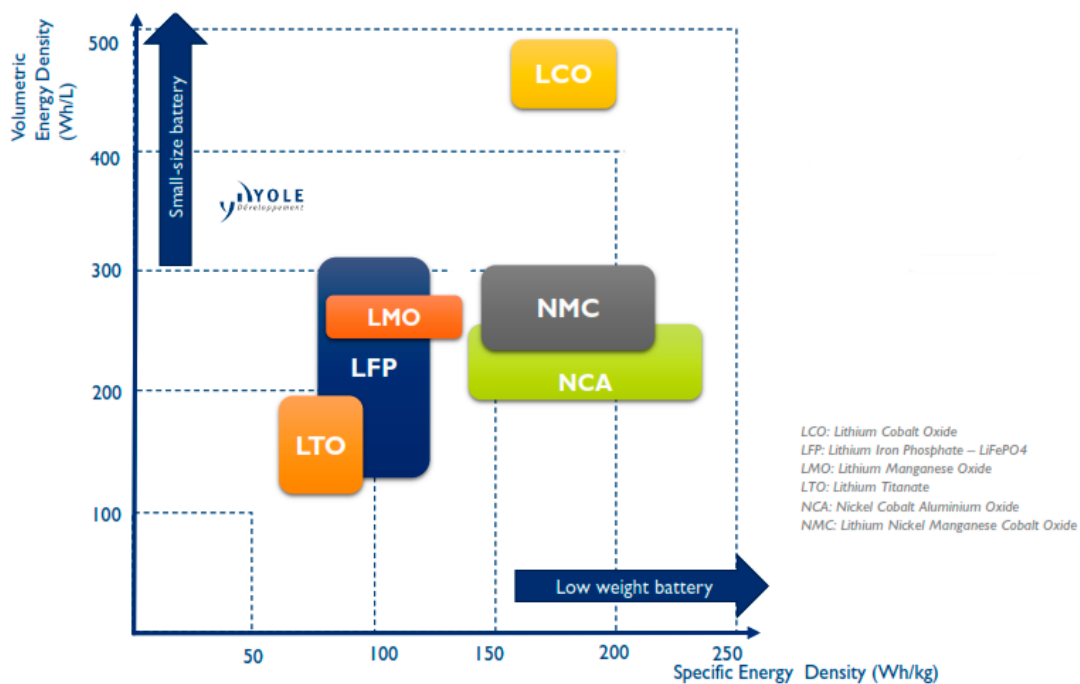 Volumetric
Energy Density
(Wh/L)
500
400
300
200
100
Small-size battery
YOLE
Développement
LCO
LMO
LFP
LTO
NMC
NCA
LCO: Lithium Cobalt Oxide
LFP: Lithium Iron Phosphate – LiFePO4
LMO: Lithium Manganese Oxide
LTO: Lithium Titanate
NCA: Nickel Cobalt Aluminium Oxide
NMC: Lithium Nickel Manganese Cobalt Oxide
Low weight battery
50
100
150
200
250
Specific Energy Density (Wh/kg)